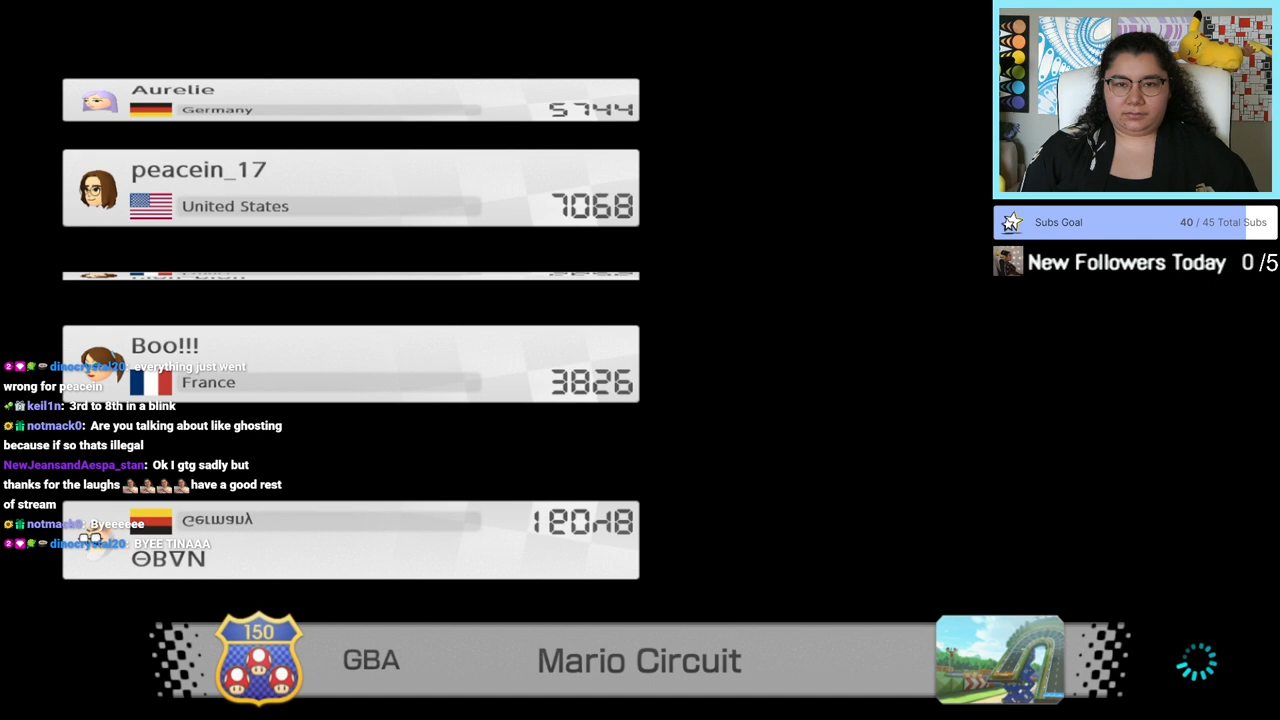 Aurelie
Germany
5744
peacein_17
United States
7068
Boo!!!
France
3826
Germany
ΘB∇N
dinocrystal20: everything just went
wrong for peacein
keil1n: 3rd to 8th in a blink
notmack0: Are you talking about like ghosting
because if so thats illegal
NewJeansandAespa_stan: Ok I gtg sadly but
thanks for the laughs have a good rest
of stream
notmack0: Byeeeeee
dinocrystal20: BYEE TINAAA
150
GBA Mario Circuit
Subs Goal 40 / 45 Total Subs
New Followers Today 0 /5